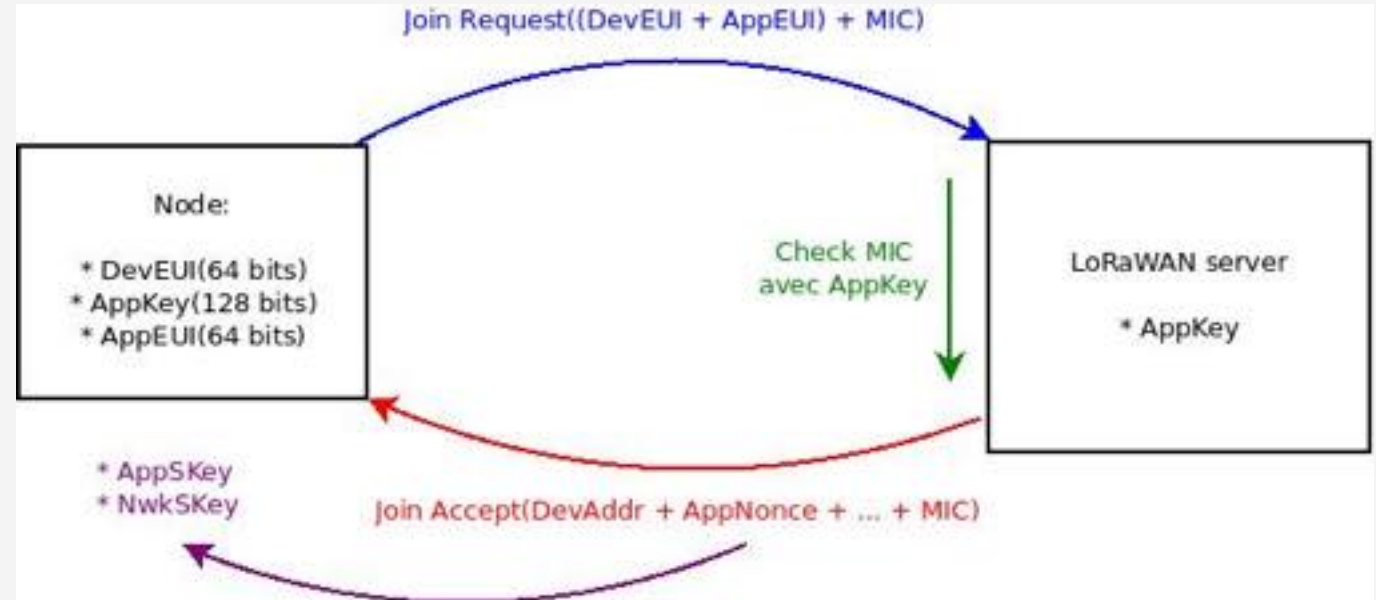 Join Request((DevEUI + AppEUI) + MIC)
Node:
* DevEUI(64 bits)
* AppKey(128 bits)
* AppEUI(64 bits)
Check MIC
avec AppKey
LoRaWAN server
* AppKey
* AppSKey
* NwkSKey
Join Accept(DevAddr + AppNonce + ... + MIC)